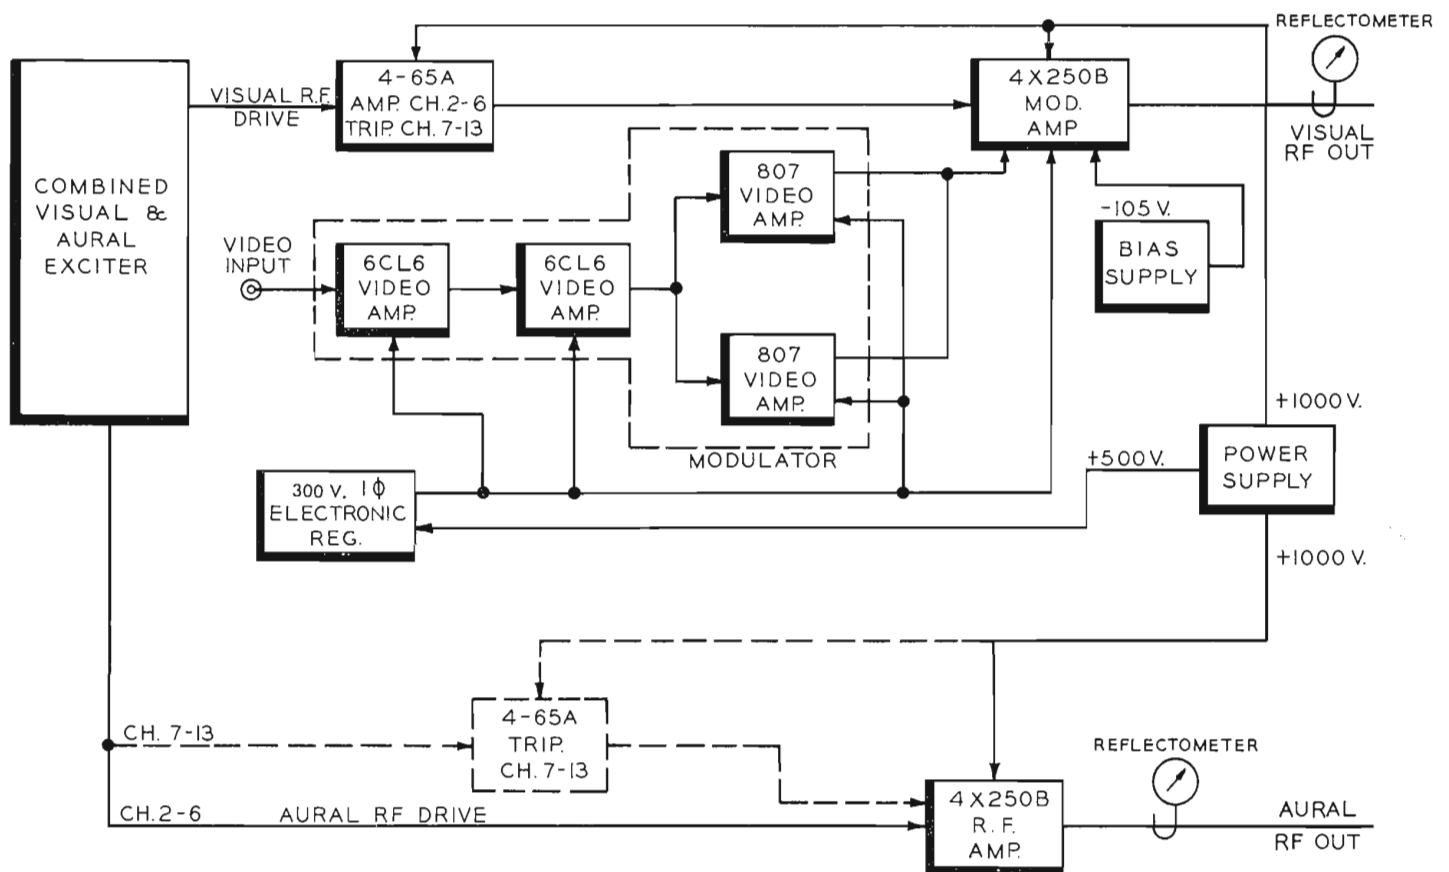 REFLECTOMETER
4-65A
AMP. CH.2-6
TRIP. CH. 7-13
4X250B
MOD.
AMP
VISUAL R.F.
DRIVE
VISUAL
RF OUT
COMBINED
VISUAL &
AURAL
EXCITER
807
VIDEO
AMP.
-105 V.
BIAS
SUPPLY
VIDEO
INPUT
6CL6
VIDEO
AMP.
6CL6
VIDEO
AMP.
807
VIDEO
AMP.
MODULATOR
+1000 V.
+500V.
POWER
SUPPLY
300 V. 1ϕ
ELECTRONIC
REG.
+1000 V.
CH. 7-13
4-65A
TRIP.
CH. 7-13
REFLECTOMETER
CH.2-6
AURAL RF DRIVE
4X250B
R. F.
AMP.
AURAL
RF OUT